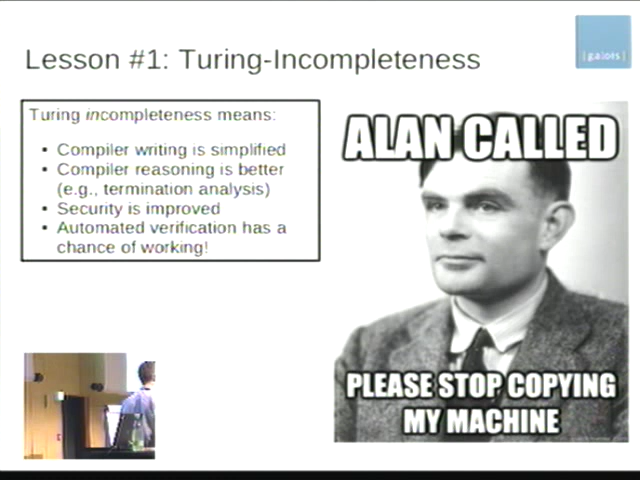 Lesson #1: Turing-Incompleteness
|galois|
Turing incompleteness means:
• Compiler writing is simplified
• Compiler reasoning is better
(e.g., termination analysis)
• Security is improved
• Automated verification has a
chance of working!
ALAN CALLED
PLEASE STOP COPYING
MY MACHINE